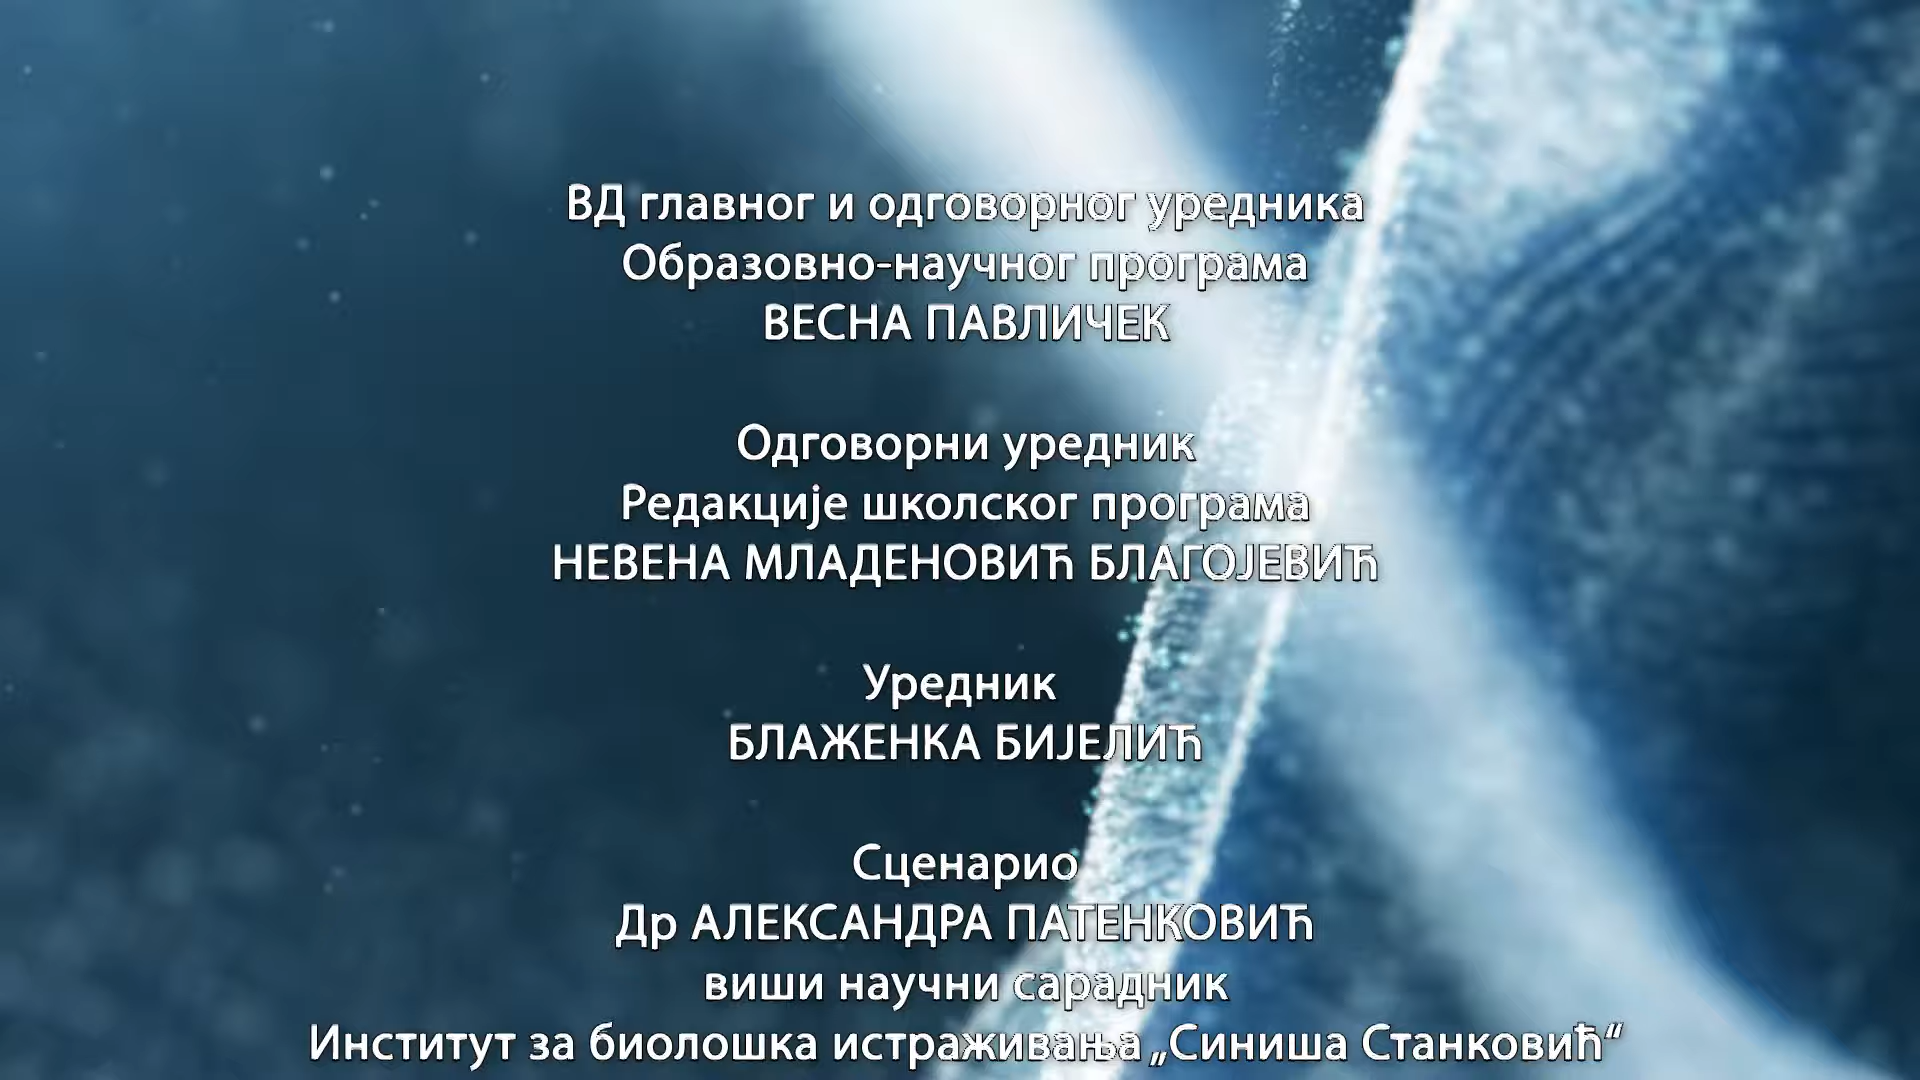 ВД главног и одговорног уредника
Образовно-научног програма
ВЕСНА ПАВЛИЧЕК
Одговорни уредник
Редакције школског програма
НЕВЕНА МЛАДЕНОВИЋ БЛАГОЈЕВИЋ
Уредник
БЛАЖЕНКА БИЈЕЛИЋ
Сценарио
Др АЛЕКСАНДРА ПАТЕНКОВИЋ
виши научни сарадник
Институт за биолошка истраживања „Синиша Станковић“